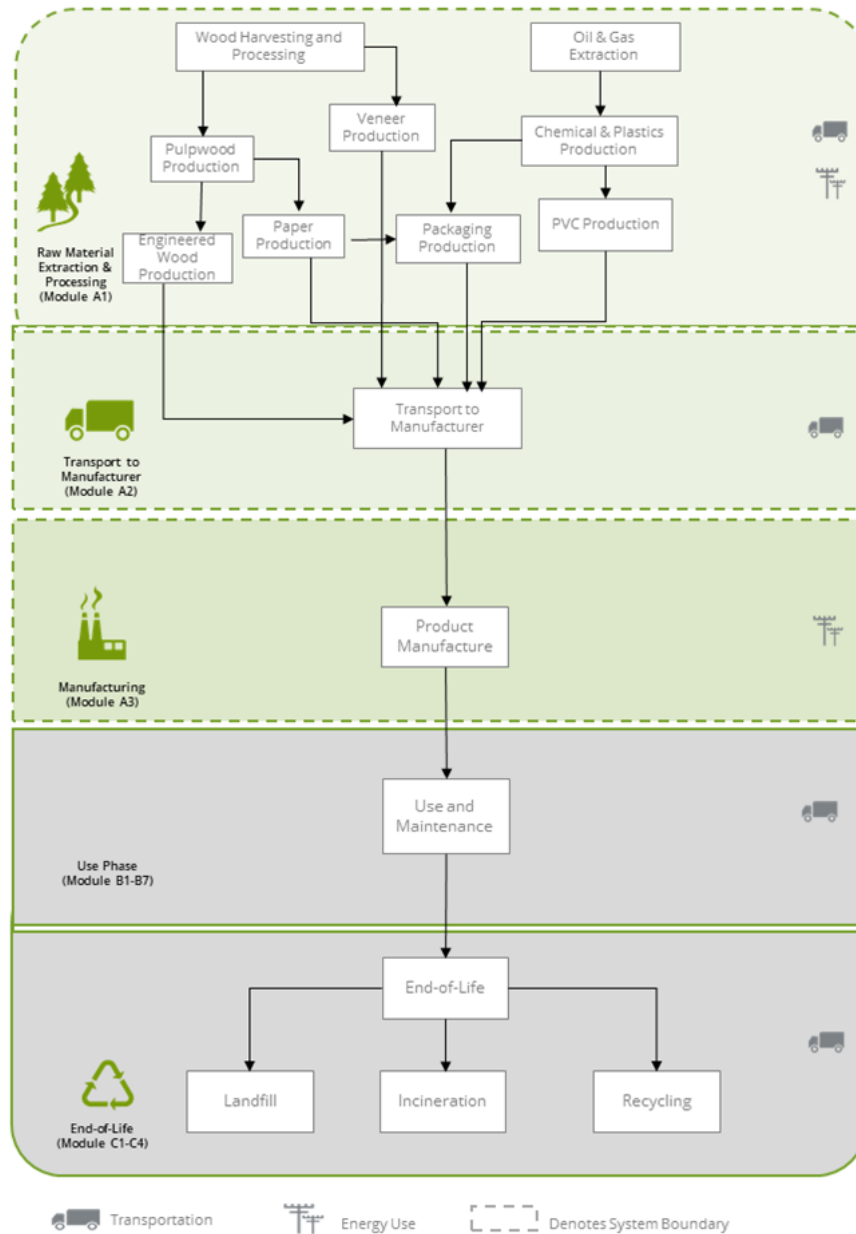 Wood Harvesting and
Processing
Oil & Gas
Extraction
Veneer
Production
Chemical & Plastics
Production
Pulpwood
Production
Paper
Production
Packaging
Production
PVC Production
Engineered
Wood
Production
Raw Material
Extraction &
Processing
(Module A1)
Transport to
Manufacturer
Transport to
Manufacturer
(Module A2)
Product
Manufacture
Manufacturing
(Module A3)
Use and
Maintenance
Use Phase
(Module B1-B7)
End-of-Life
Landfill
Incineration
Recycling
End-of-Life
(Module C1-C4)
Transportation
Energy Use
Denotes System Boundary